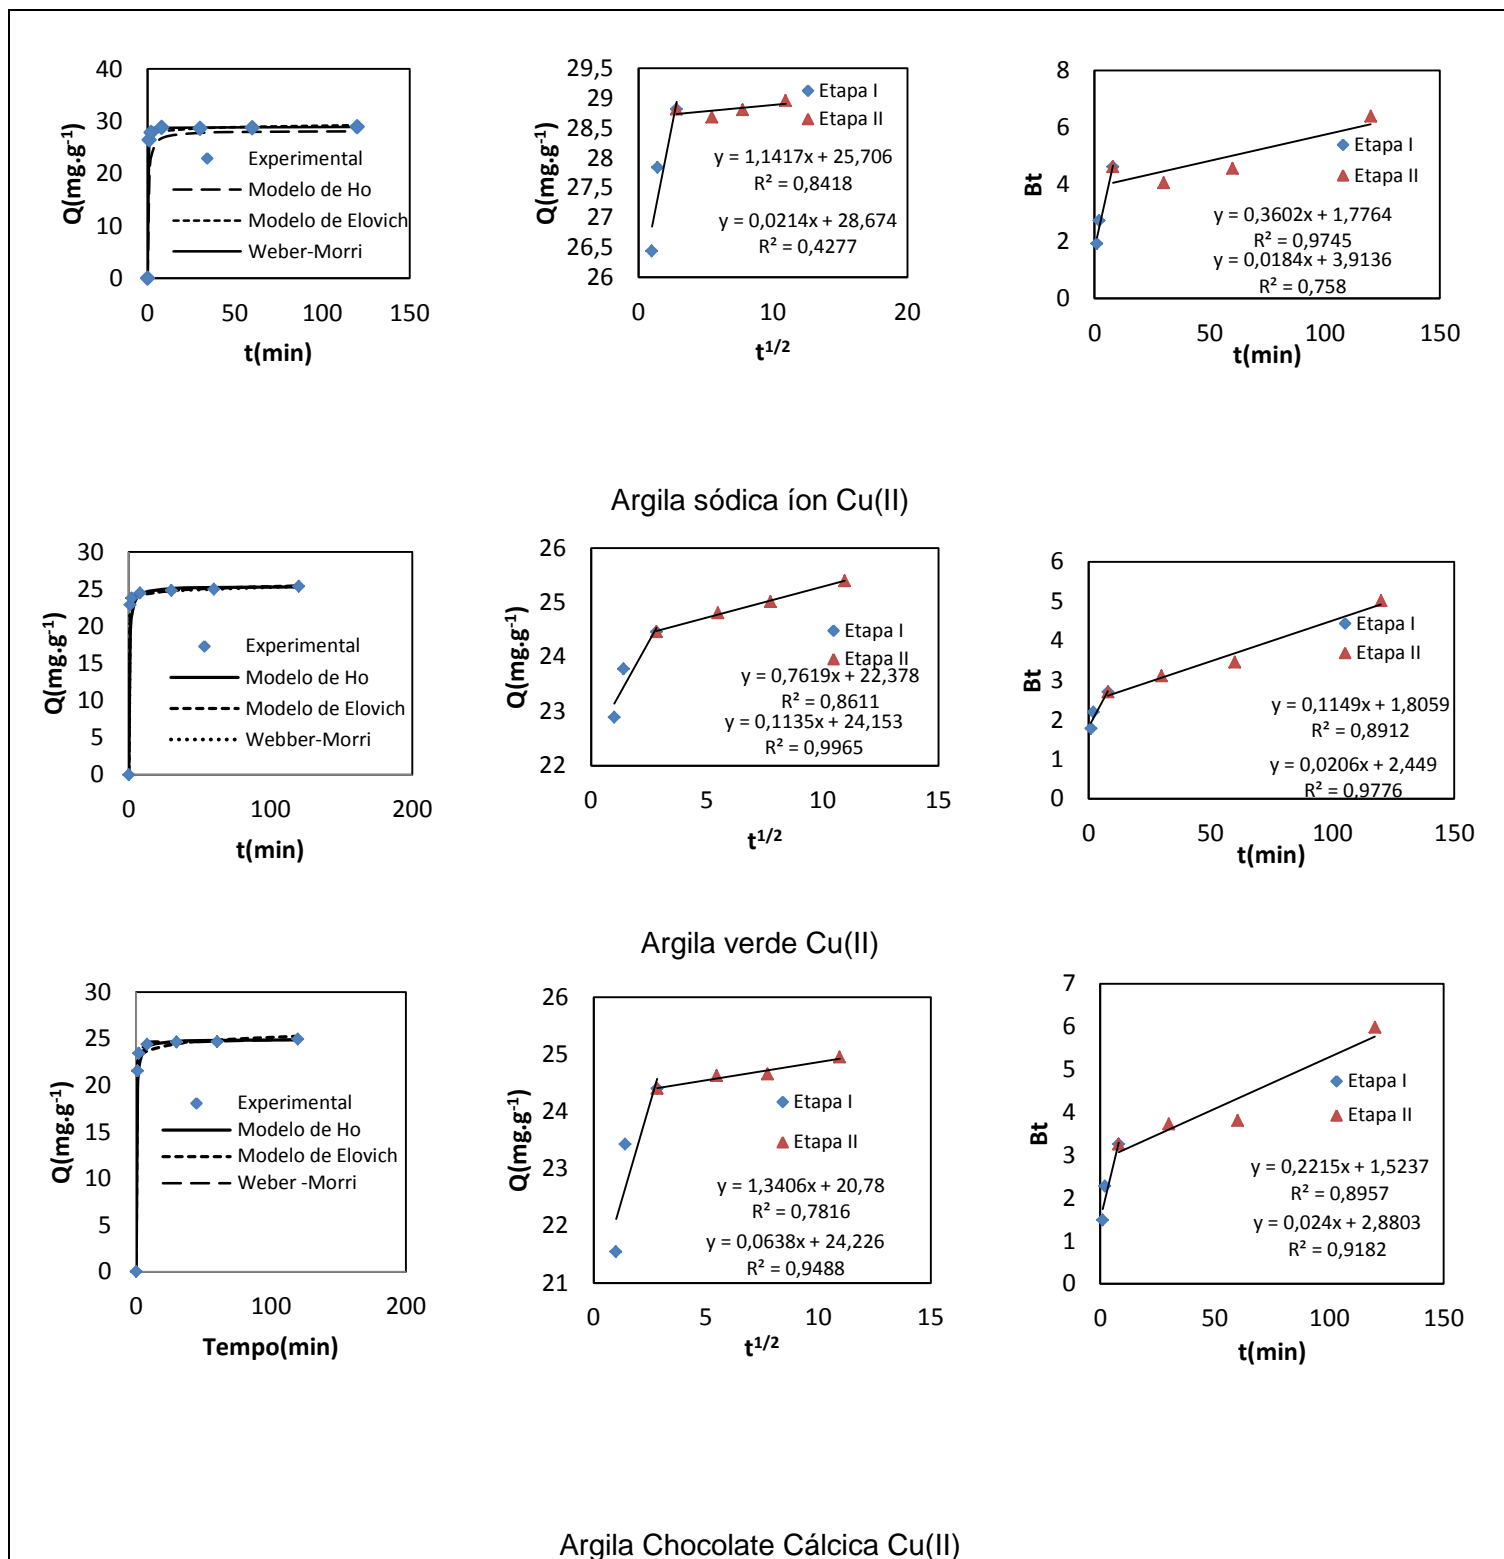 40
30
20
10
0
Q(mg.g-1)
Experimental
Modelo de Ho
Modelo de Elovich
Weber-Morri
0 50 100 150
t(min)
29,5
29
28,5
28
27,5
27
26,5
26
Q(mg.g-1)
Etapa I
Etapa II
y = 1,1417x + 25,706
R² = 0,8418
y = 0,0214x + 28,674
R² = 0,4277
0 10 20
t1/2
8
6
4
2
0
Bt
Etapa I
Etapa II
y = 0,3602x + 1,7764
R² = 0,9745
y = 0,0184x + 3,9136
R² = 0,758
0 50 100 150
t(min)
Argila sódica íon Cu(II)
30
25
20
15
10
5
0
Q(mg.g-1)
Experimental
Modelo de Ho
Modelo de Elovich
Webber-Morri
0 100 200
t(min)
26
25
24
23
22
Q(mg.g-1)
Etapa I
Etapa II
y = 0,7619x + 22,378
R² = 0,8611
y = 0,1135x + 24,153
R² = 0,9965
0 5 10 15
t1/2
6
5
4
3
2
1
0
Bt
Etapa I
Etapa II
y = 0,1149x + 1,8059
R² = 0,8912
y = 0,0206x + 2,449
R² = 0,9776
0 50 100 150
t(min)
Argila verde Cu(II)
30
25
20
15
10
5
0
Q(mg.g-1)
Experimental
Modelo de Ho
Modelo de Elovich
Weber -Morri
0 100 200
Tempo(min)
26
25
24
23
22
21
Q(mg.g-1)
Etapa I
Etapa II
y = 1,3406x + 20,78
R² = 0,7816
y = 0,0638x + 24,226
R² = 0,9488
0 5 10 15
t1/2
7
6
5
4
3
2
1
0
Bt
Etapa I
Etapa II
y = 0,2215x + 1,5237
R² = 0,8957
y = 0,024x + 2,8803
R² = 0,9182
0 50 100 150
t(min)
Argila Chocolate Cálcica Cu(II)